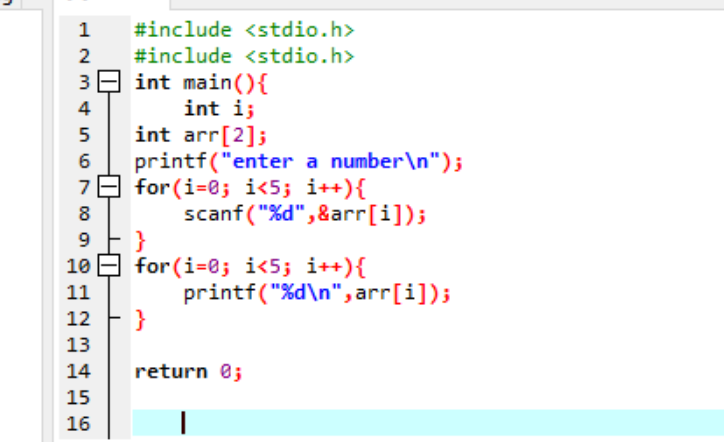 1 #include <stdio.h>
2 #include <stdio.h>
3 int main(){
4     int i;
5 int arr[2];
6 printf("enter a number\n");
7 for(i=0; i<5; i++){
8     scanf("%d",&arr[i]);
9 }
10 for(i=0; i<5; i++){
11     printf("%d\n",arr[i]);
12 }
13
14 return 0;
15
16